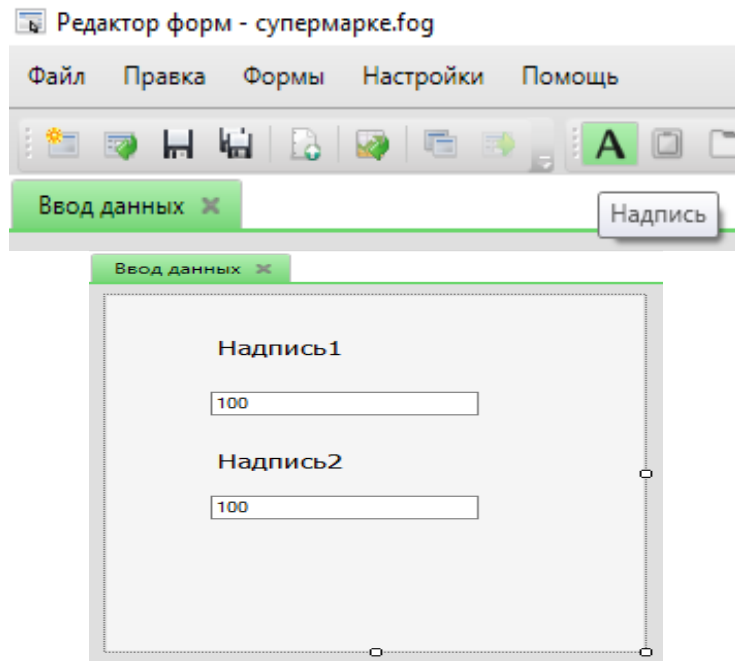 Редактор форм - супермарке.fog
Файл Правка Формы Настройки Помощь
A
Ввод данных
Надпись
Ввод данных
Надпись1
100
Надпись2
100